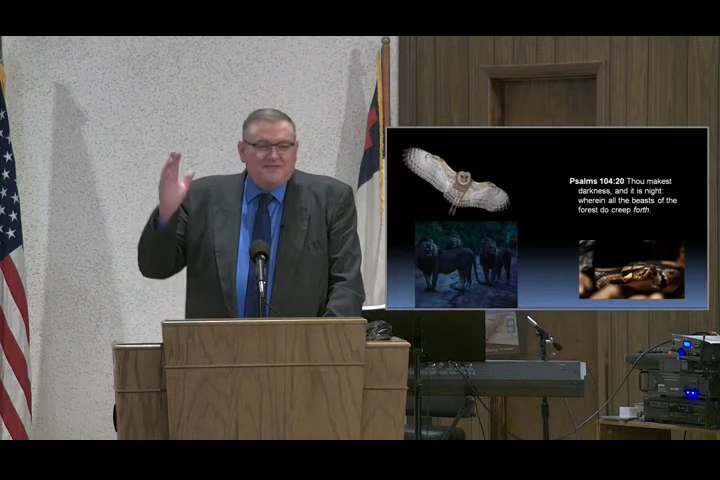 Psalms 104:20 Thou makest
darkness, and it is night:
wherein all the beasts of the
forest do creep forth.